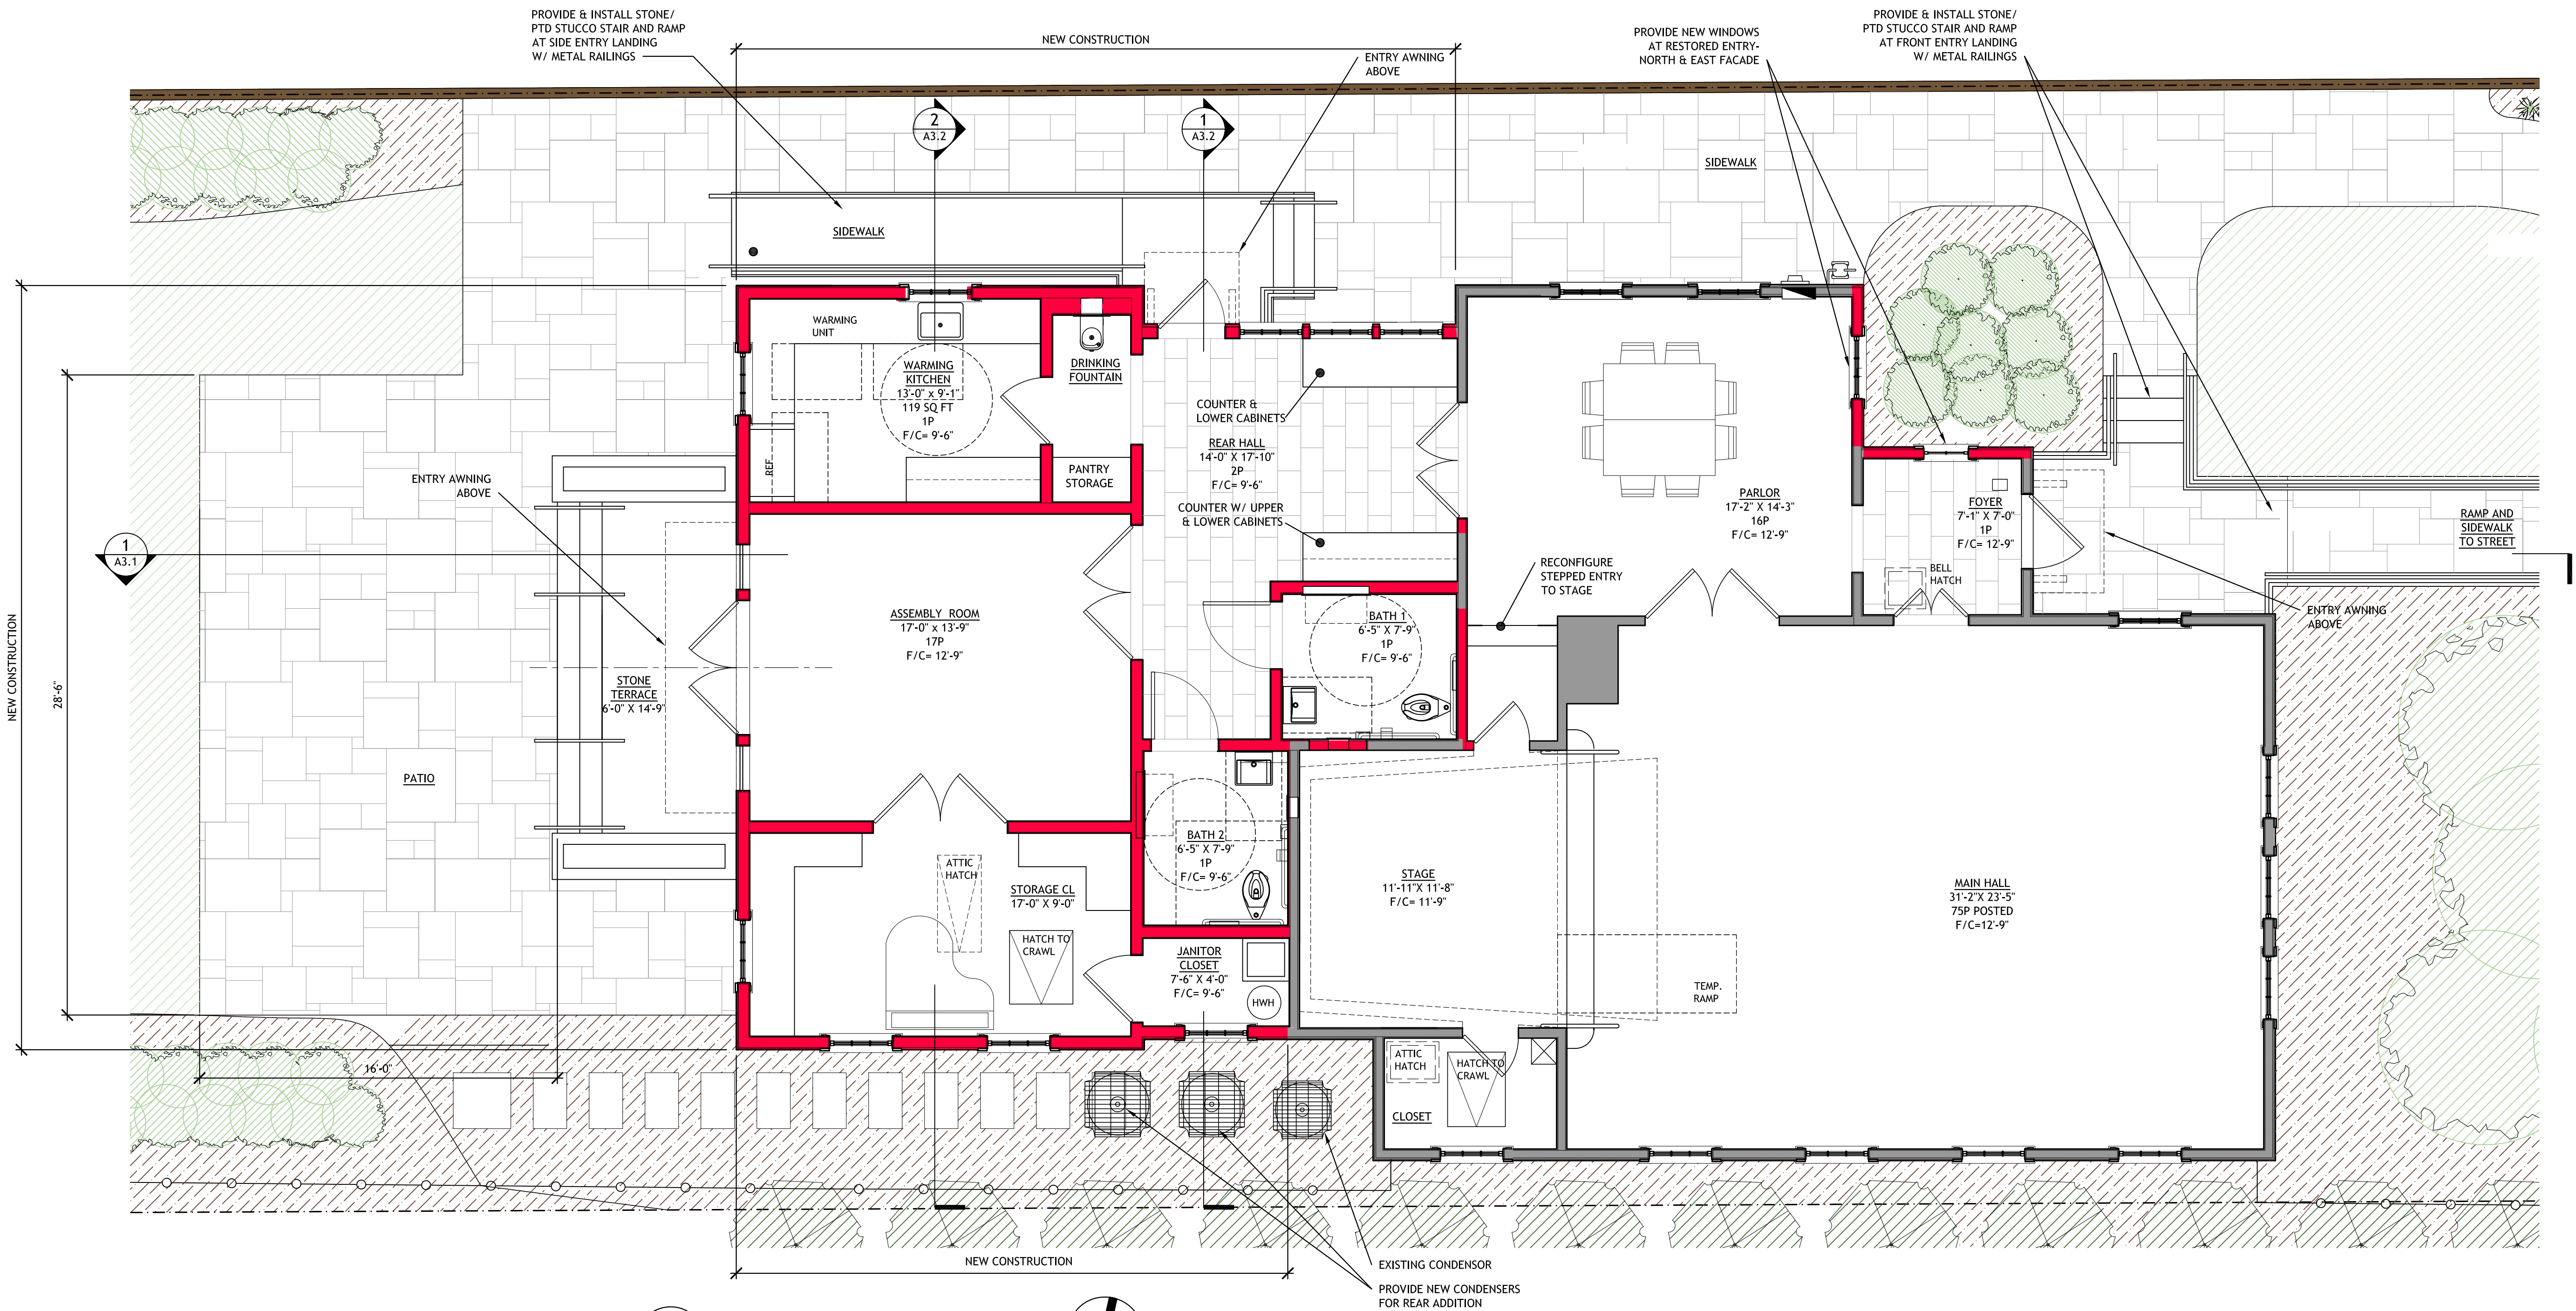 PROVIDE & INSTALL STONE/
PTD STUCCO STAIR AND RAMP
AT SIDE ENTRY LANDING
W/ METAL RAILINGS
NEW CONSTRUCTION
ENTRY AWNING
ABOVE
PROVIDE NEW WINDOWS
AT RESTORED ENTRY-
NORTH & EAST FACADE
PROVIDE & INSTALL STONE/
PTD STUCCO STAIR AND RAMP
AT FRONT ENTRY LANDING
W/ METAL RAILINGS
2
A3.2
1
A3.2
SIDEWALK
SIDEWALK
WARMING
UNIT
WARMING
KITCHEN
13'-0" x 9'-1"
119 SQ FT
1P
F/C= 9'-6"
REF.
DRINKING
FOUNTAIN
PANTRY
STORAGE
COUNTER &
LOWER CABINETS
REAR HALL
14'-0" X 17'-10"
2P
F/C= 9'-6"
COUNTER W/ UPPER
& LOWER CABINETS
PARLOR
17'-2" X 14'-3"
16P
F/C= 12'-9"
FOYER
7'-1" X 7'-0"
1P
F/C= 12'-9"
BELL
HATCH
RAMP AND
SIDEWALK
TO STREET
ENTRY AWNING
ABOVE
ENTRY AWNING
ABOVE
1
A3.1
RECONFIGURE
STEPPED ENTRY
TO STAGE
NEW CONSTRUCTION
28'-6"
ASSEMBLY ROOM
17'-0" x 13'-9"
17P
F/C= 12'-9"
BATH 1
6'-5" X 7'-9"
1P
F/C= 9'-6"
STONE
TERRACE
6'-0" X 14'-9"
PATIO
BATH 2
6'-5" X 7'-9"
1P
F/C= 9'-6"
ATTIC
HATCH
STORAGE CL
17'-0" X 9'-0"
HATCH TO
CRAWL
JANITOR
CLOSET
7'-6" X 4'-0"
F/C= 9'-6"
HWH
STAGE
11'-11"X 11'-8"
F/C= 11'-9"
MAIN HALL
31'-2"X 23'-5"
75P POSTED
F/C=12'-9"
TEMP.
RAMP
16'-0"
ATTIC
HATCH
HATCH TO
CRAWL
CLOSET
NEW CONSTRUCTION
EXISTING CONDENSOR
PROVIDE NEW CONDENSERS
FOR REAR ADDITION